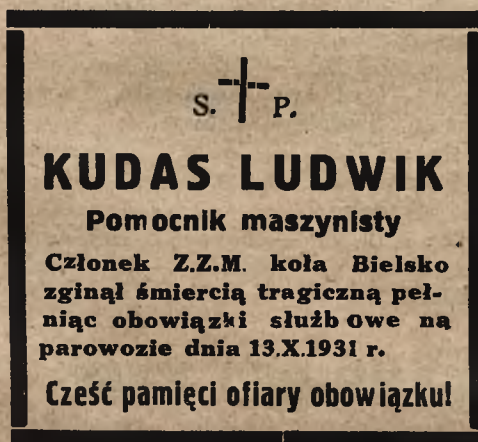 S. P.
KUDAS LUDWIK
Pomocnik maszynisty
Członek Z.Z.M. koła Bielsko
zginął śmiercią tragiczną peł-
niąc obowiązki służbowe na
parowozie dnia 13.X.1931 r.
Cześć pamięci ofiary obowiązku!